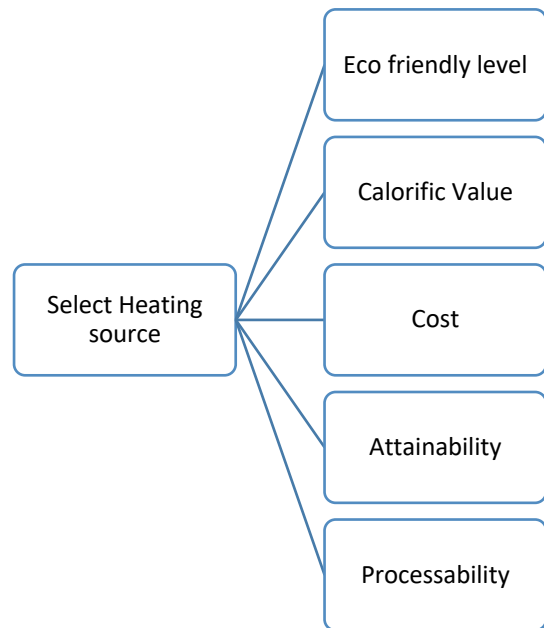 Eco friendly level
Calorific Value
Select Heating
source
Cost
Attainability
Processability